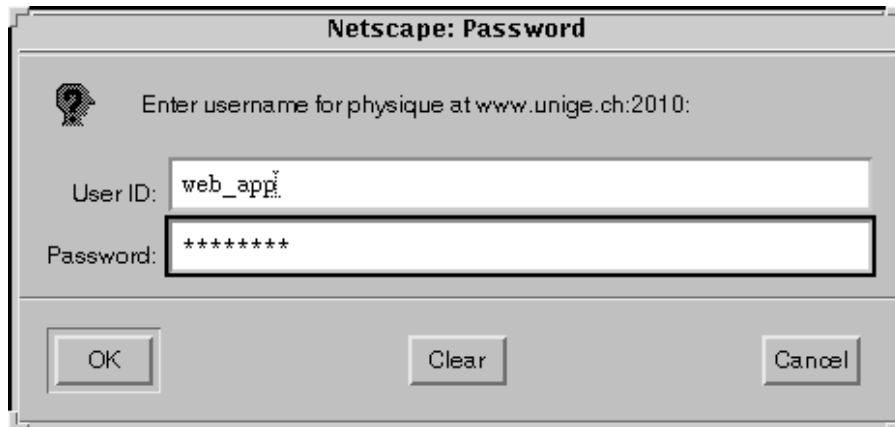 Netscape: Password
Enter username for physique at www.unige.ch:2010:
User ID: web_app
Password: ********
OK Clear Cancel